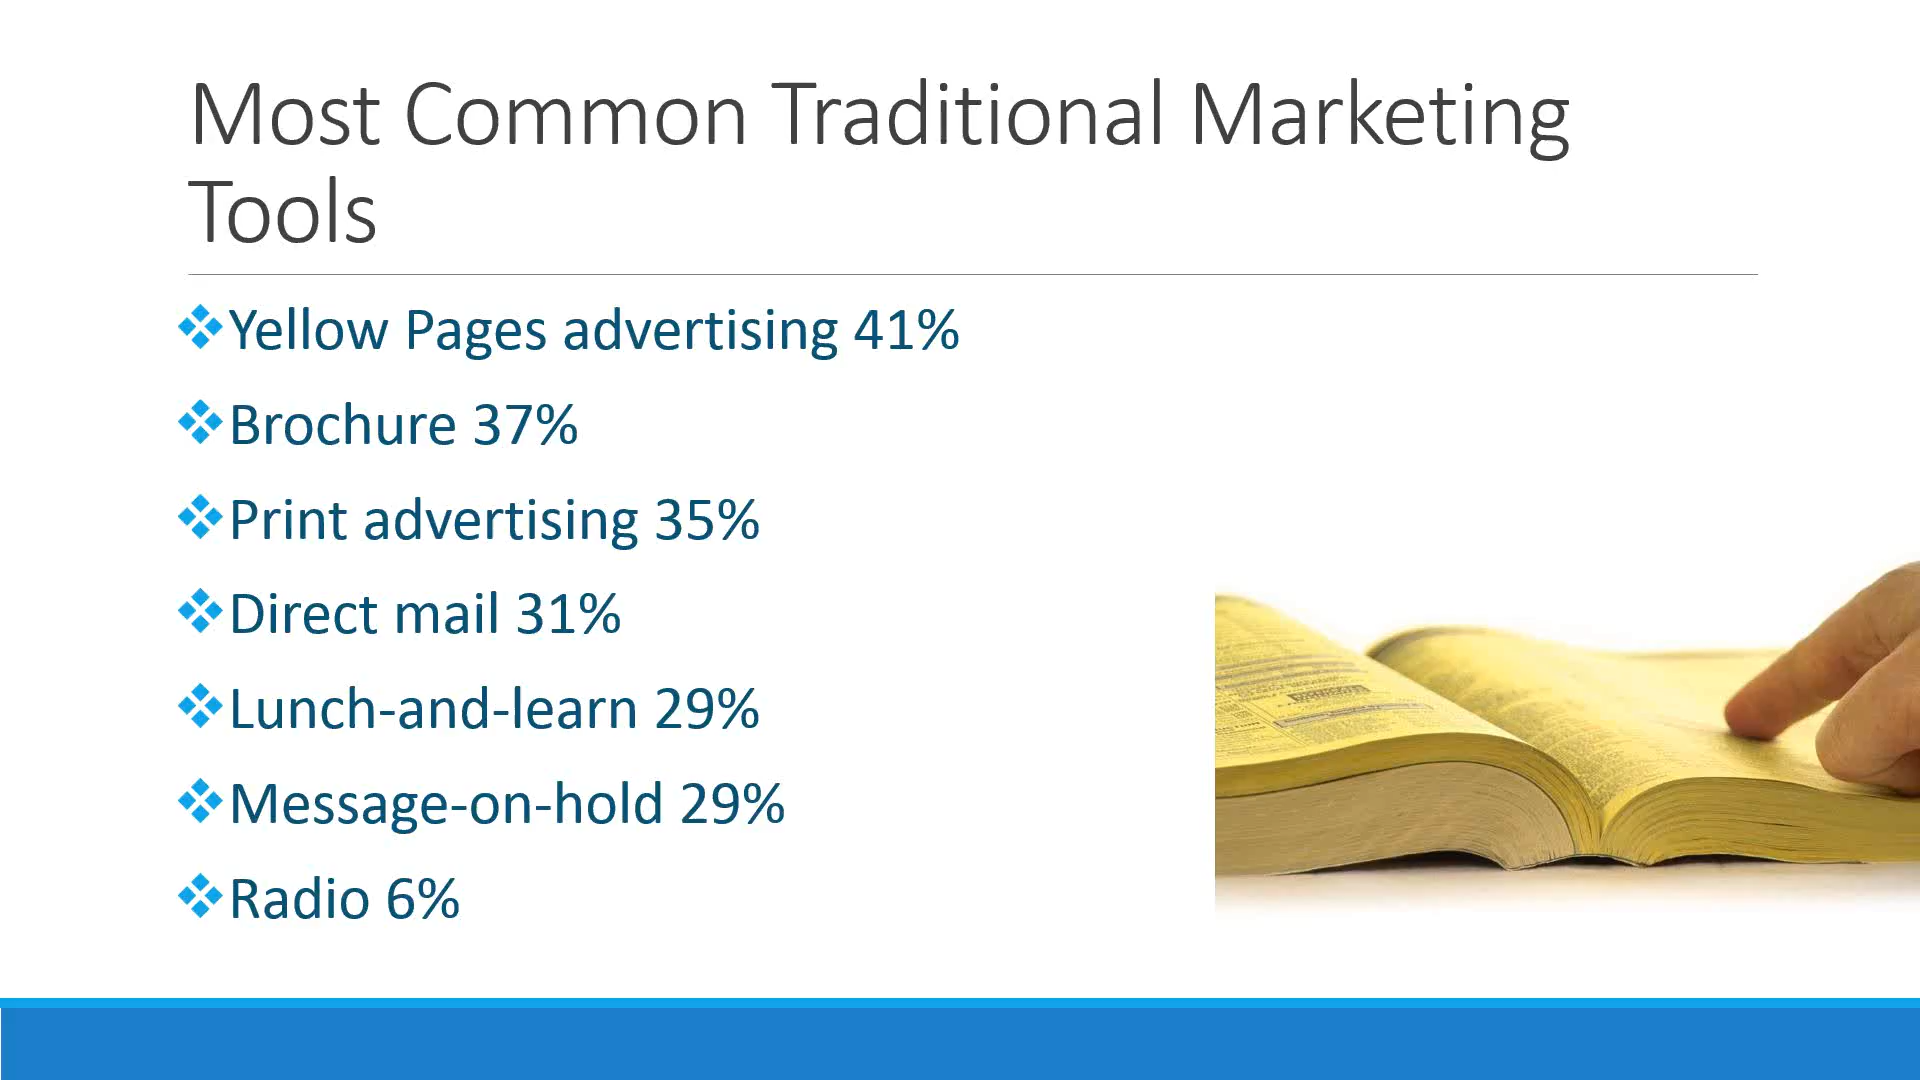 Most Common Traditional Marketing
Tools
Yellow Pages advertising 41%
Brochure 37%
Print advertising 35%
Direct mail 31%
Lunch-and-learn 29%
Message-on-hold 29%
Radio 6%